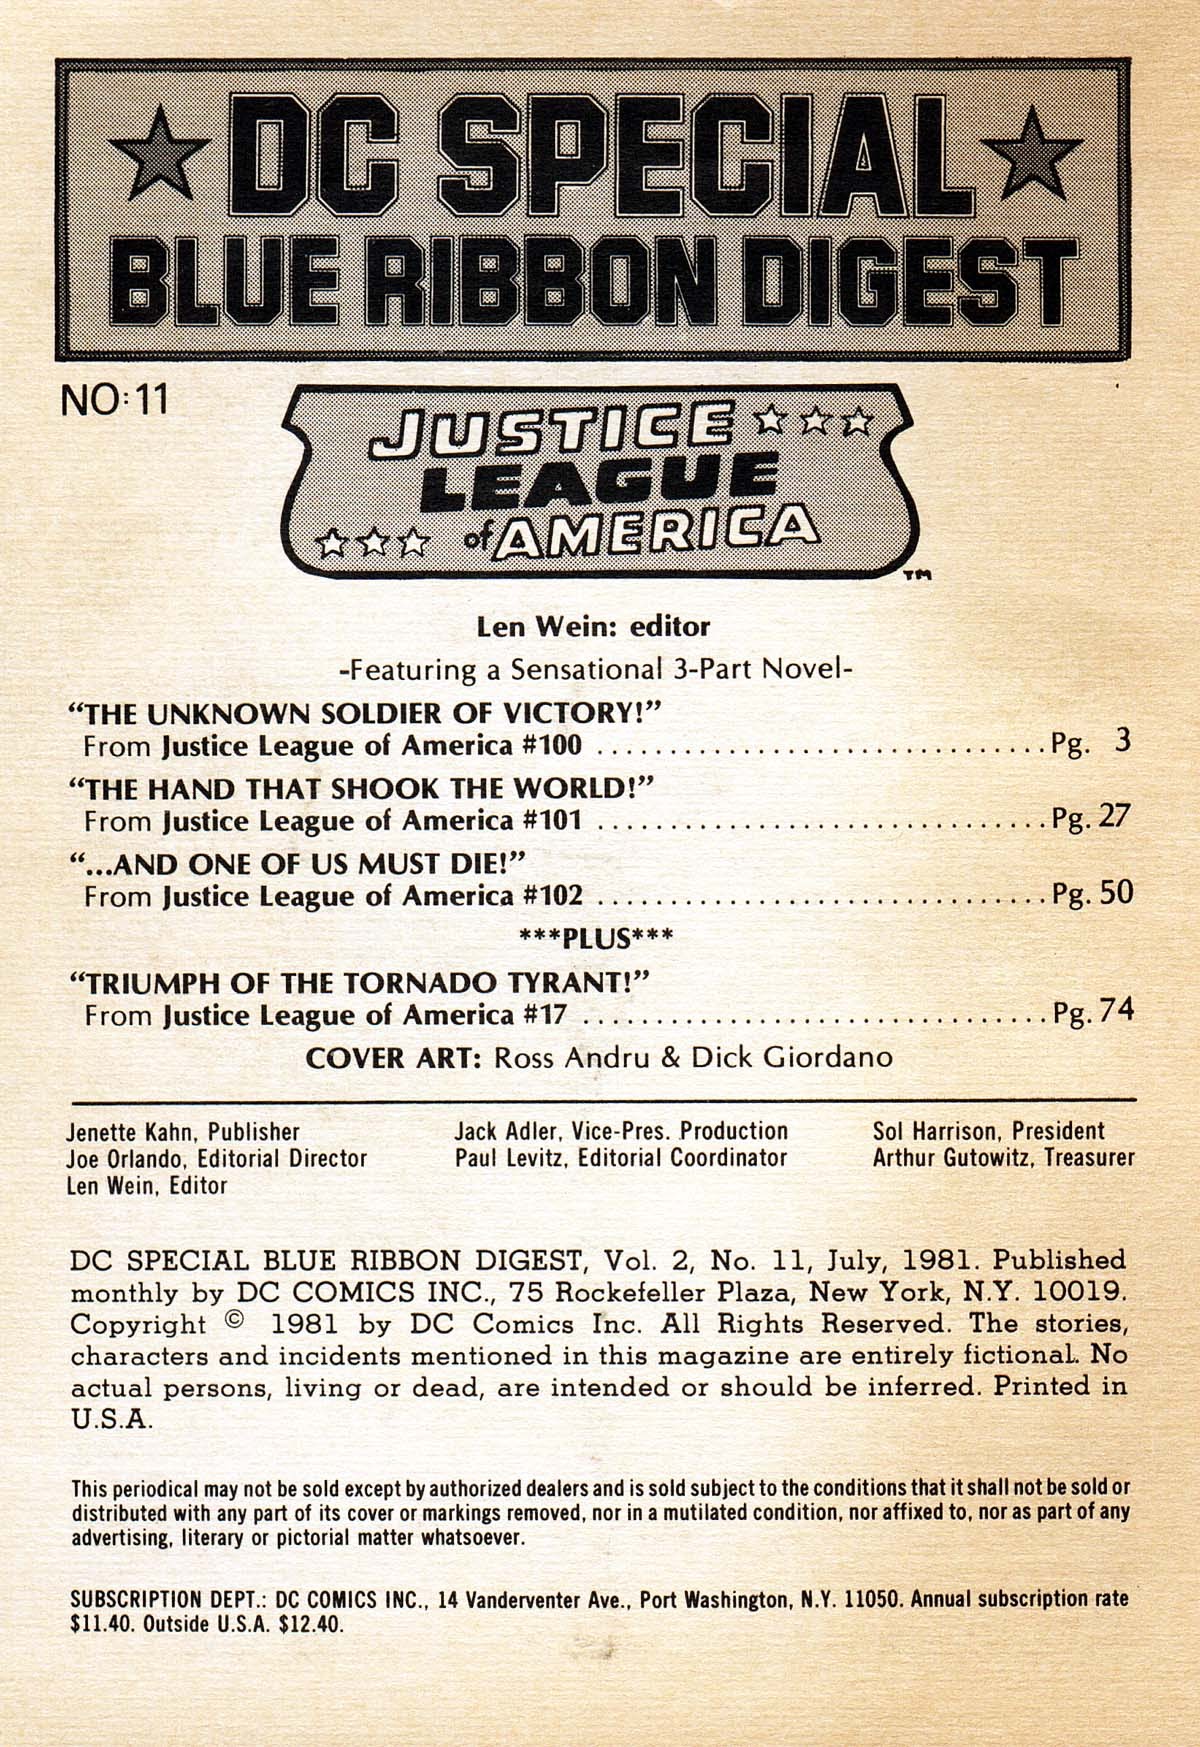 DC SPECIAL
BLUE RIBBON DIGEST
NO: 11
JUSTICE
LEAGUE
of AMERICA
TM
Len Wein: editor
-Featuring a Sensational 3-Part Novel-
“THE UNKNOWN SOLDIER OF VICTORY!”
From Justice League of America #100 ................................Pg. 3
“THE HAND THAT SHOOK THE WORLD!”
From Justice League of America #101 ................................Pg. 27
“...AND ONE OF US MUST DIE!”
From Justice League of America #102 ................................Pg. 50
***PLUS***
“TRIUMPH OF THE TORNADO TYRANT!”
From Justice League of America #17 .................................Pg. 74
COVER ART: Ross Andru & Dick Giordano
Jenette Kahn, Publisher Jack Adler, Vice-Pres. Production Sol Harrison, President
Joe Orlando, Editorial Director Paul Levitz, Editorial Coordinator Arthur Gutowitz, Treasurer
Len Wein, Editor
DC SPECIAL BLUE RIBBON DIGEST, Vol. 2, No. 11, July, 1981. Published
monthly by DC COMICS INC., 75 Rockefeller Plaza, New York, N.Y. 10019.
Copyright © 1981 by DC Comics Inc. All Rights Reserved. The stories,
characters and incidents mentioned in this magazine are entirely fictional. No
actual persons, living or dead, are intended or should be inferred. Printed in
U.S.A.
This periodical may not be sold except by authorized dealers and is sold subject to the conditions that it shall not be sold or
distributed with any part of its cover or markings removed, nor in a mutilated condition, nor affixed to, nor as part of any
advertising, literary or pictorial matter whatsoever.
SUBSCRIPTION DEPT.: DC COMICS INC., 14 Vanderventer Ave., Port Washington, N.Y. 11050. Annual subscription rate
$11.40. Outside U.S.A. $12.40.